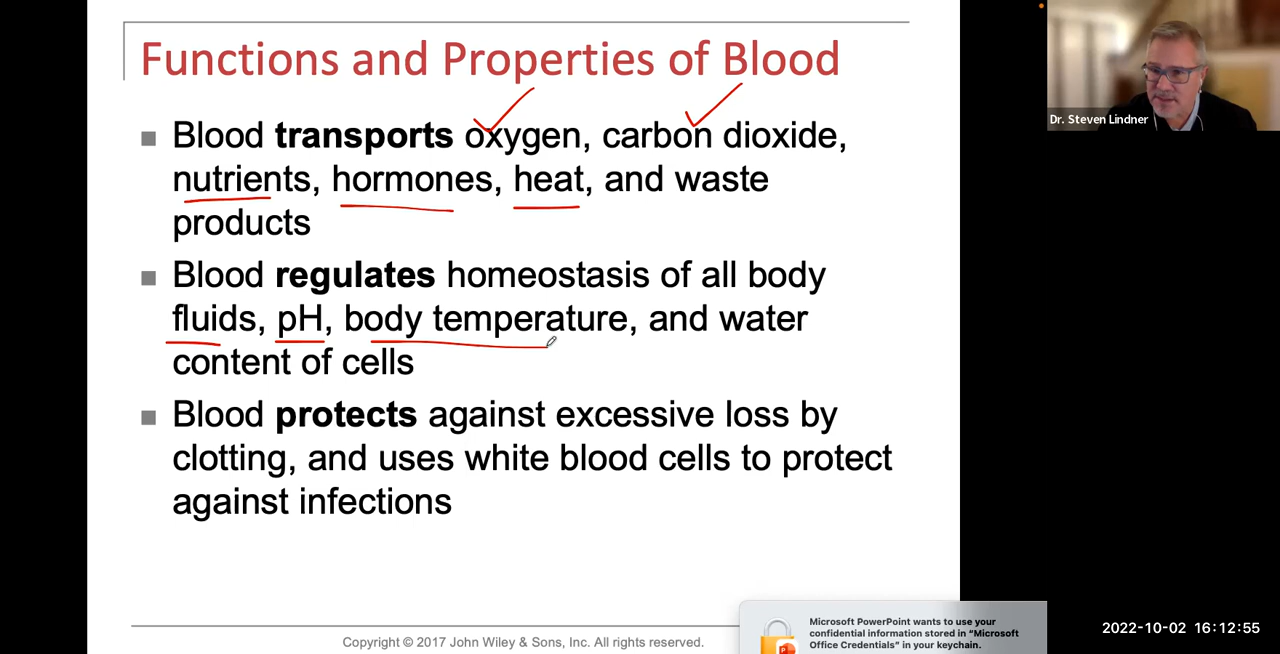 Functions and Properties of Blood
Blood transports oxygen, carbon dioxide,
nutrients, hormones, heat, and waste
products
Blood regulates homeostasis of all body
fluids, pH, body temperature, and water
content of cells
Blood protects against excessive loss by
clotting, and uses white blood cells to protect
against infections
Copyright © 2017 John Wiley & Sons, Inc. All rights reserved.
Dr. Steven Lindner
Microsoft PowerPoint wants to use your
confidential information stored in “Microsoft
Office Credentials” in your keychain.
2022-10-02 16:12:55